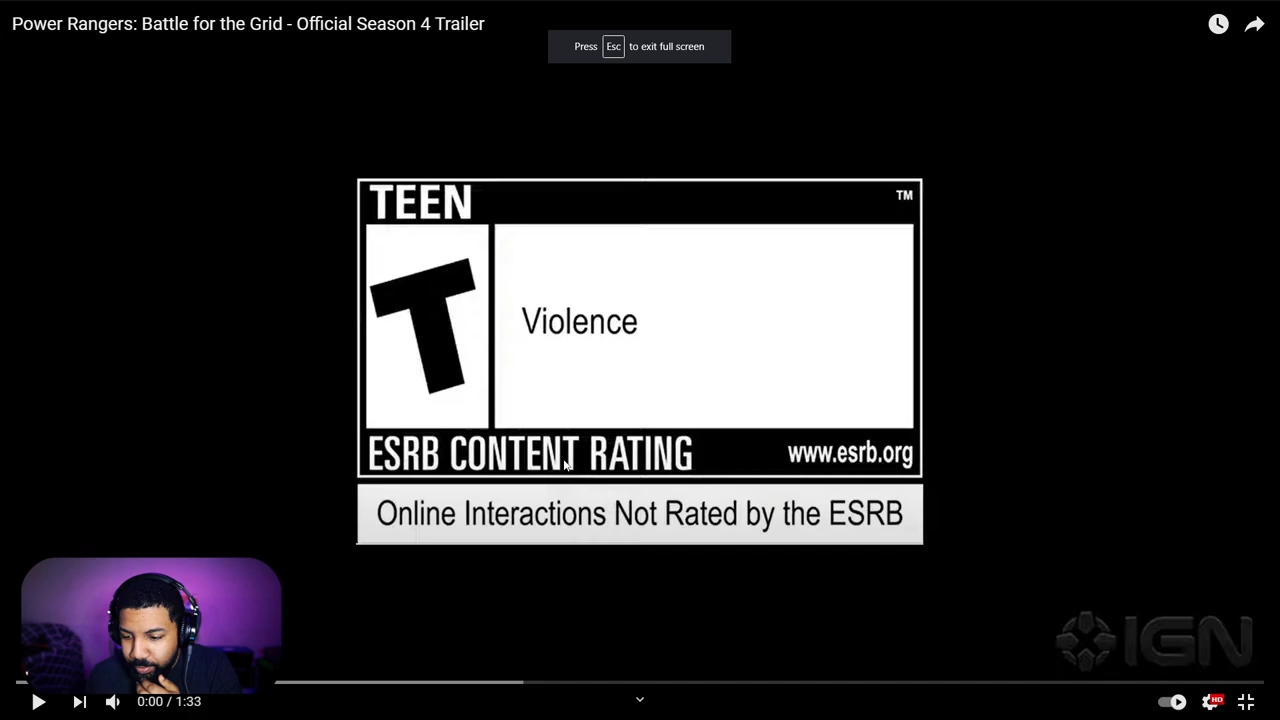 Power Rangers: Battle for the Grid - Official Season 4 Trailer
Press Esc to exit full screen
TEEN
TM
T
Violence
ESRB CONTENT RATING
www.esrb.org
Online Interactions Not Rated by the ESRB
IGN
0:00 / 1:33
HD